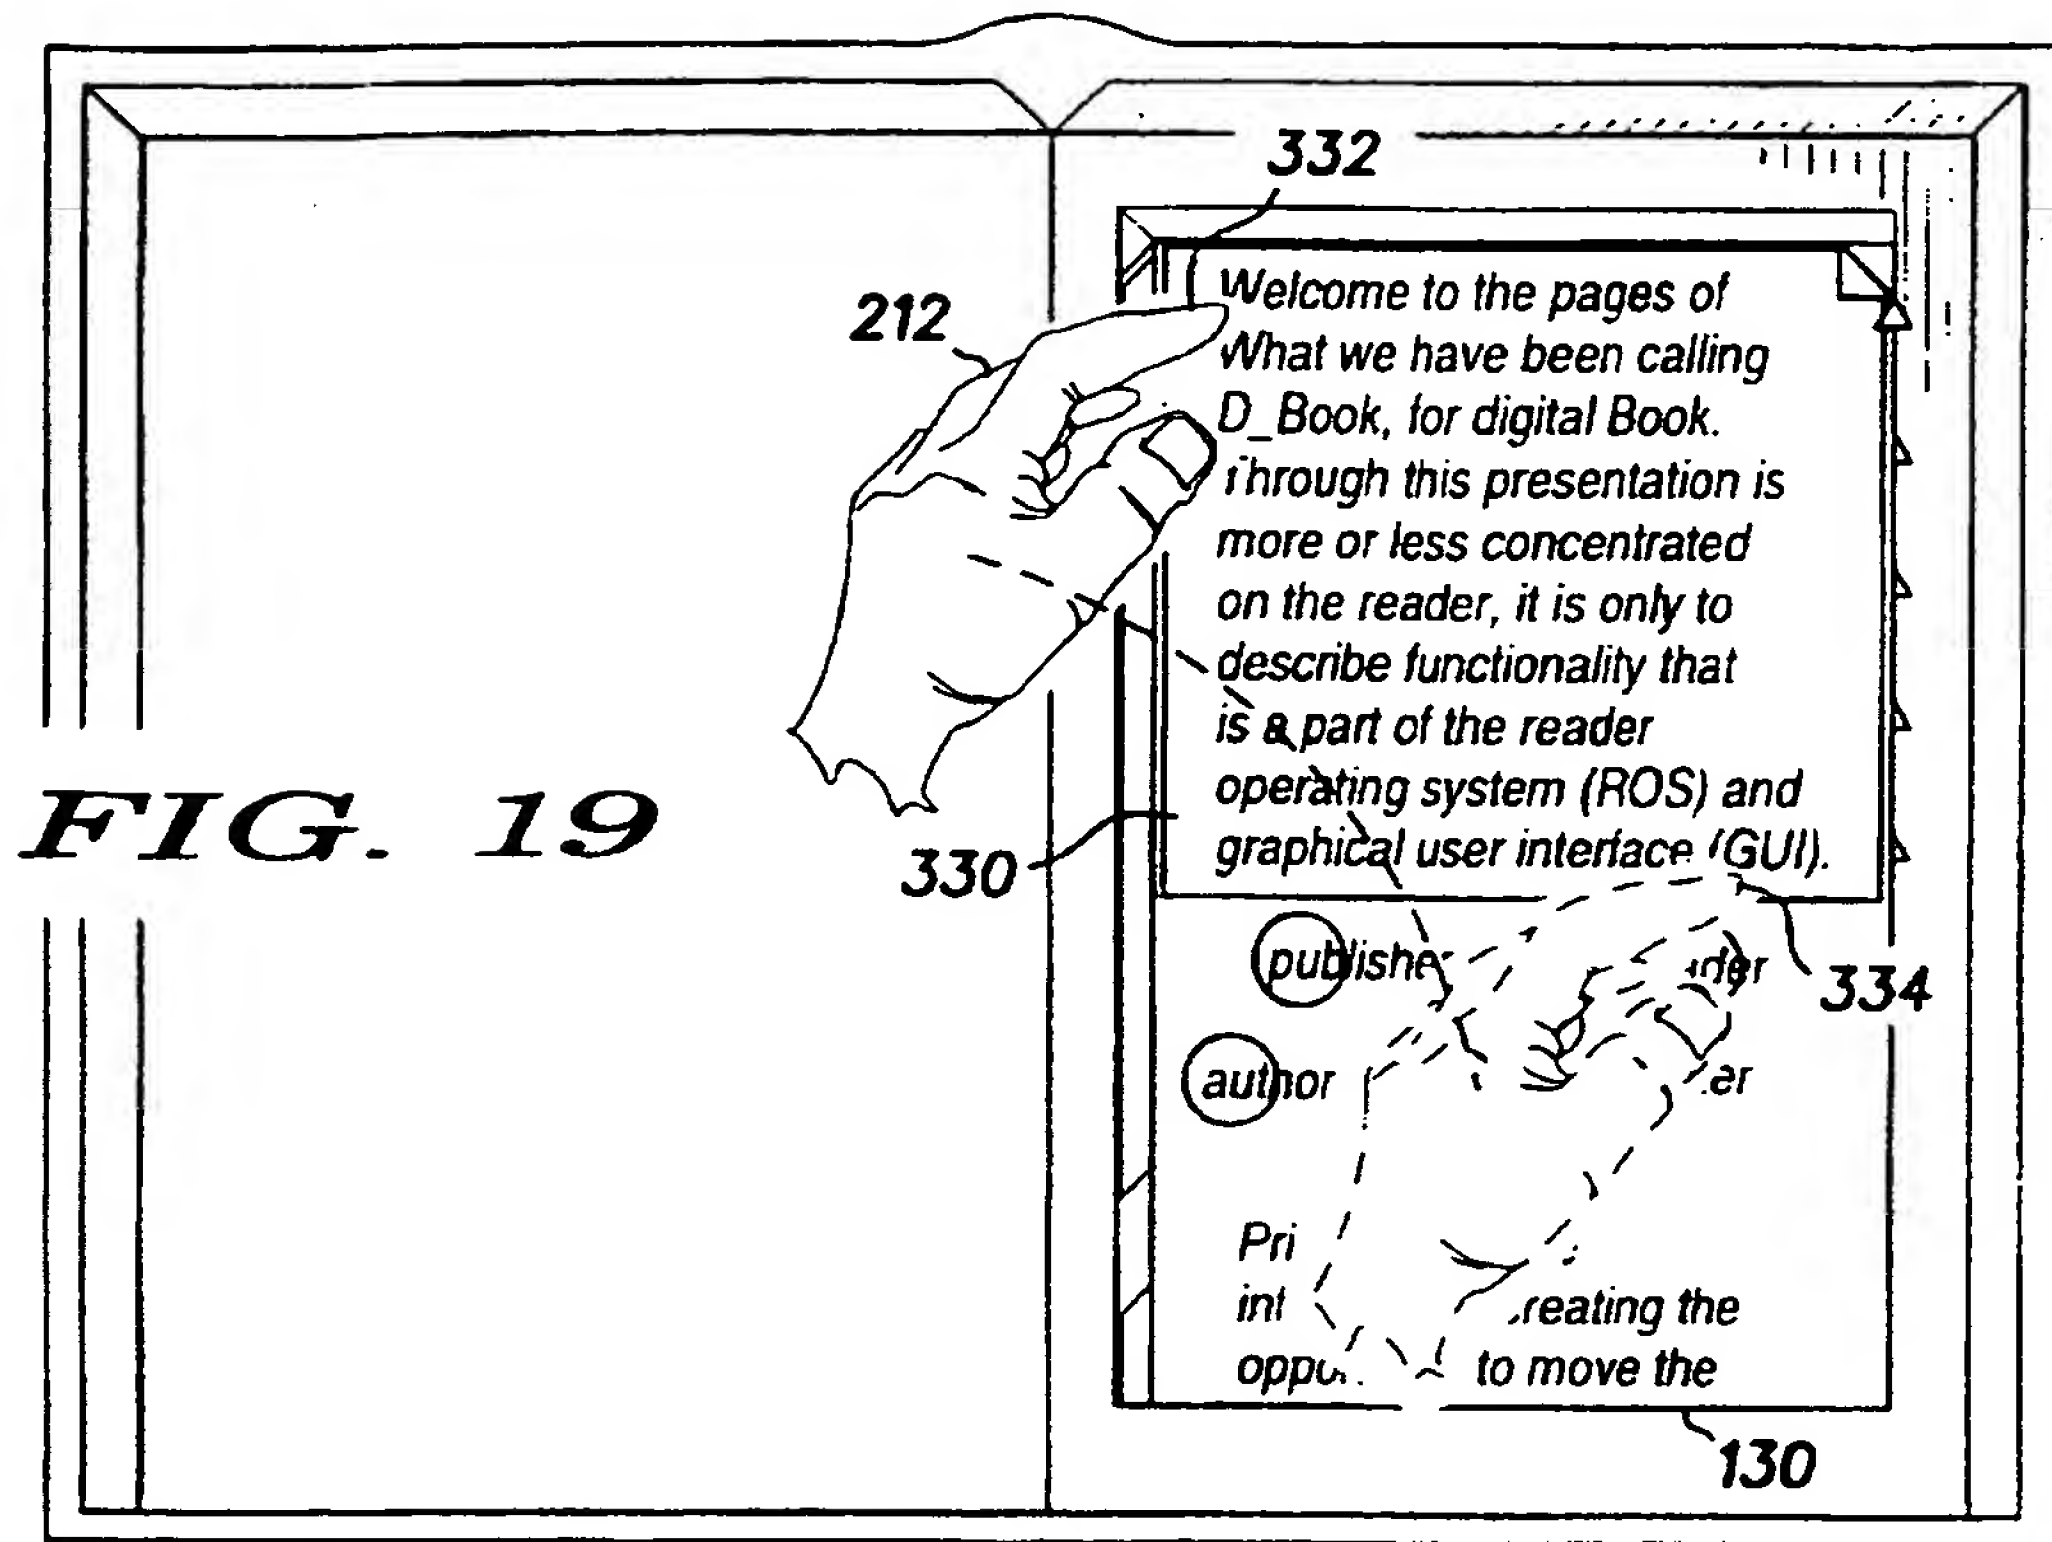 332
212
Welcome to the pages of
What we have been calling
D_Book, for digital Book.
Through this presentation is
more or less concentrated
on the reader, it is only to
describe functionality that
is a part of the reader
operating system (ROS) and
graphical user interface (GUI).
FIG. 19
330
publisher
334
author
Pri
reating the
to move the
130